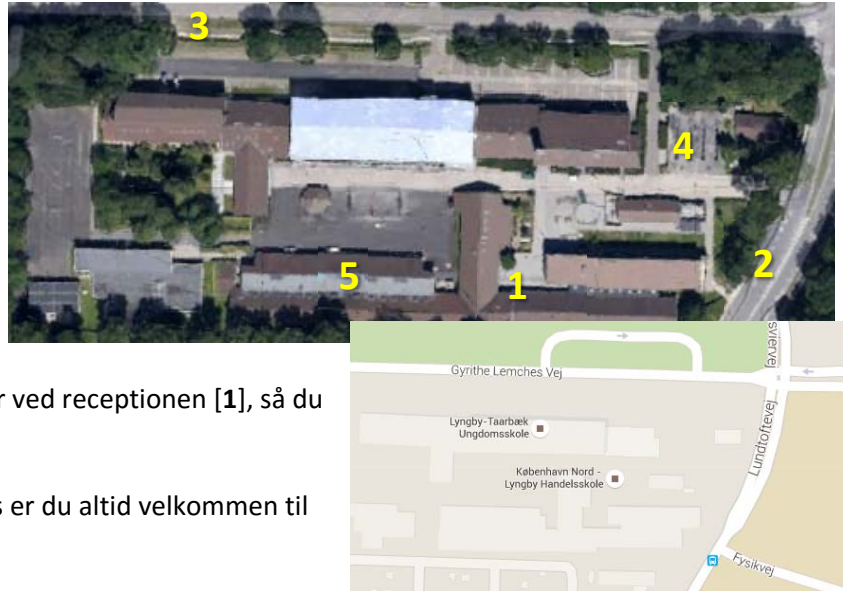 3
4
2
5
1
r ved receptionen [1], så du
s er du altid velkommen til
Gyrithe Lemches Vej
sviervej
Lyngby-Taarbæk
Ungdomsskole
København Nord -
Lyngby Handelsskole
Lundtoftevej
Fysikvej